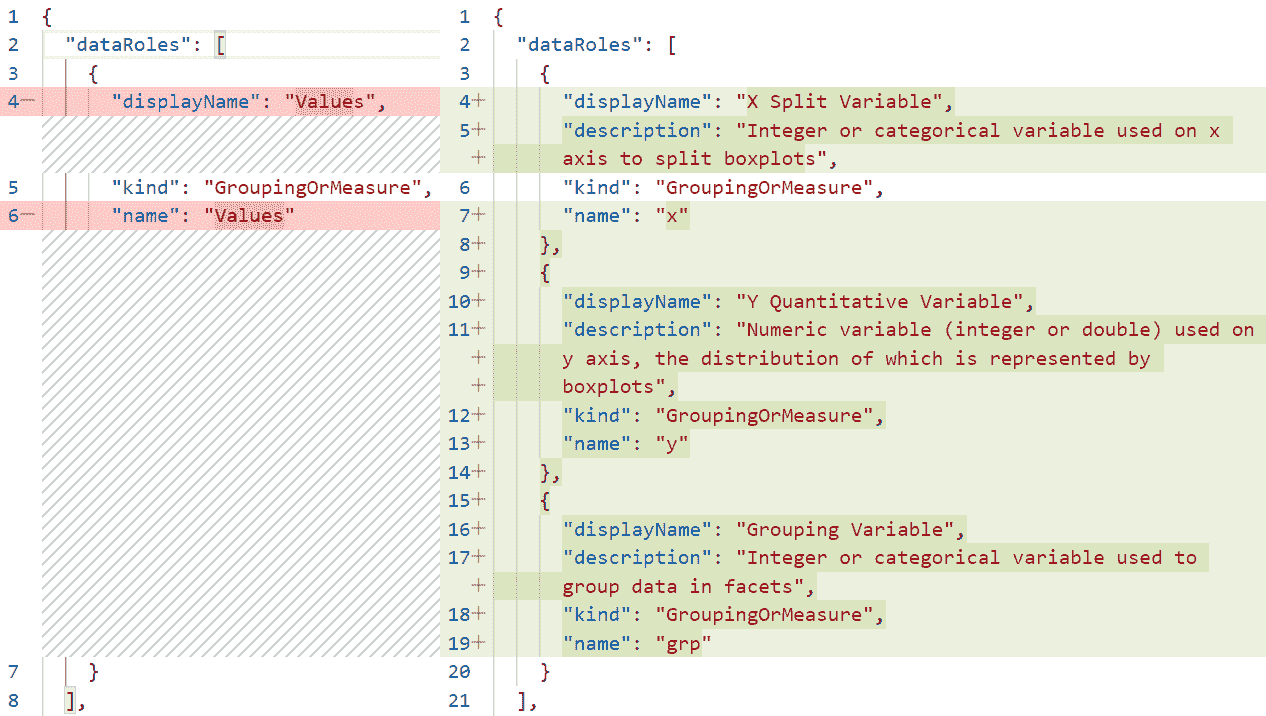 1 {
2 "dataRoles": [
3 {
4 "displayName": "Values",
5 "kind": "GroupingOrMeasure",
6 "name": "Values"
7 }
8 ],
1 {
2 "dataRoles": [
3 {
4+ "displayName": "X Split Variable",
5+ "description": "Integer or categorical variable used on x
+ axis to split boxplots",
6 "kind": "GroupingOrMeasure",
7+ "name": "x"
8+ },
9+ {
10+ "displayName": "Y Quantitative Variable",
11+ "description": "Numeric variable (integer or double) used on
+ y axis, the distribution of which is represented by
+ boxplots",
12+ "kind": "GroupingOrMeasure",
13+ "name": "y"
14+ },
15+ {
16+ "displayName": "Grouping Variable",
17+ "description": "Integer or categorical variable used to
+ group data in facets",
18+ "kind": "GroupingOrMeasure",
19+ "name": "grp"
20 }
21 ],